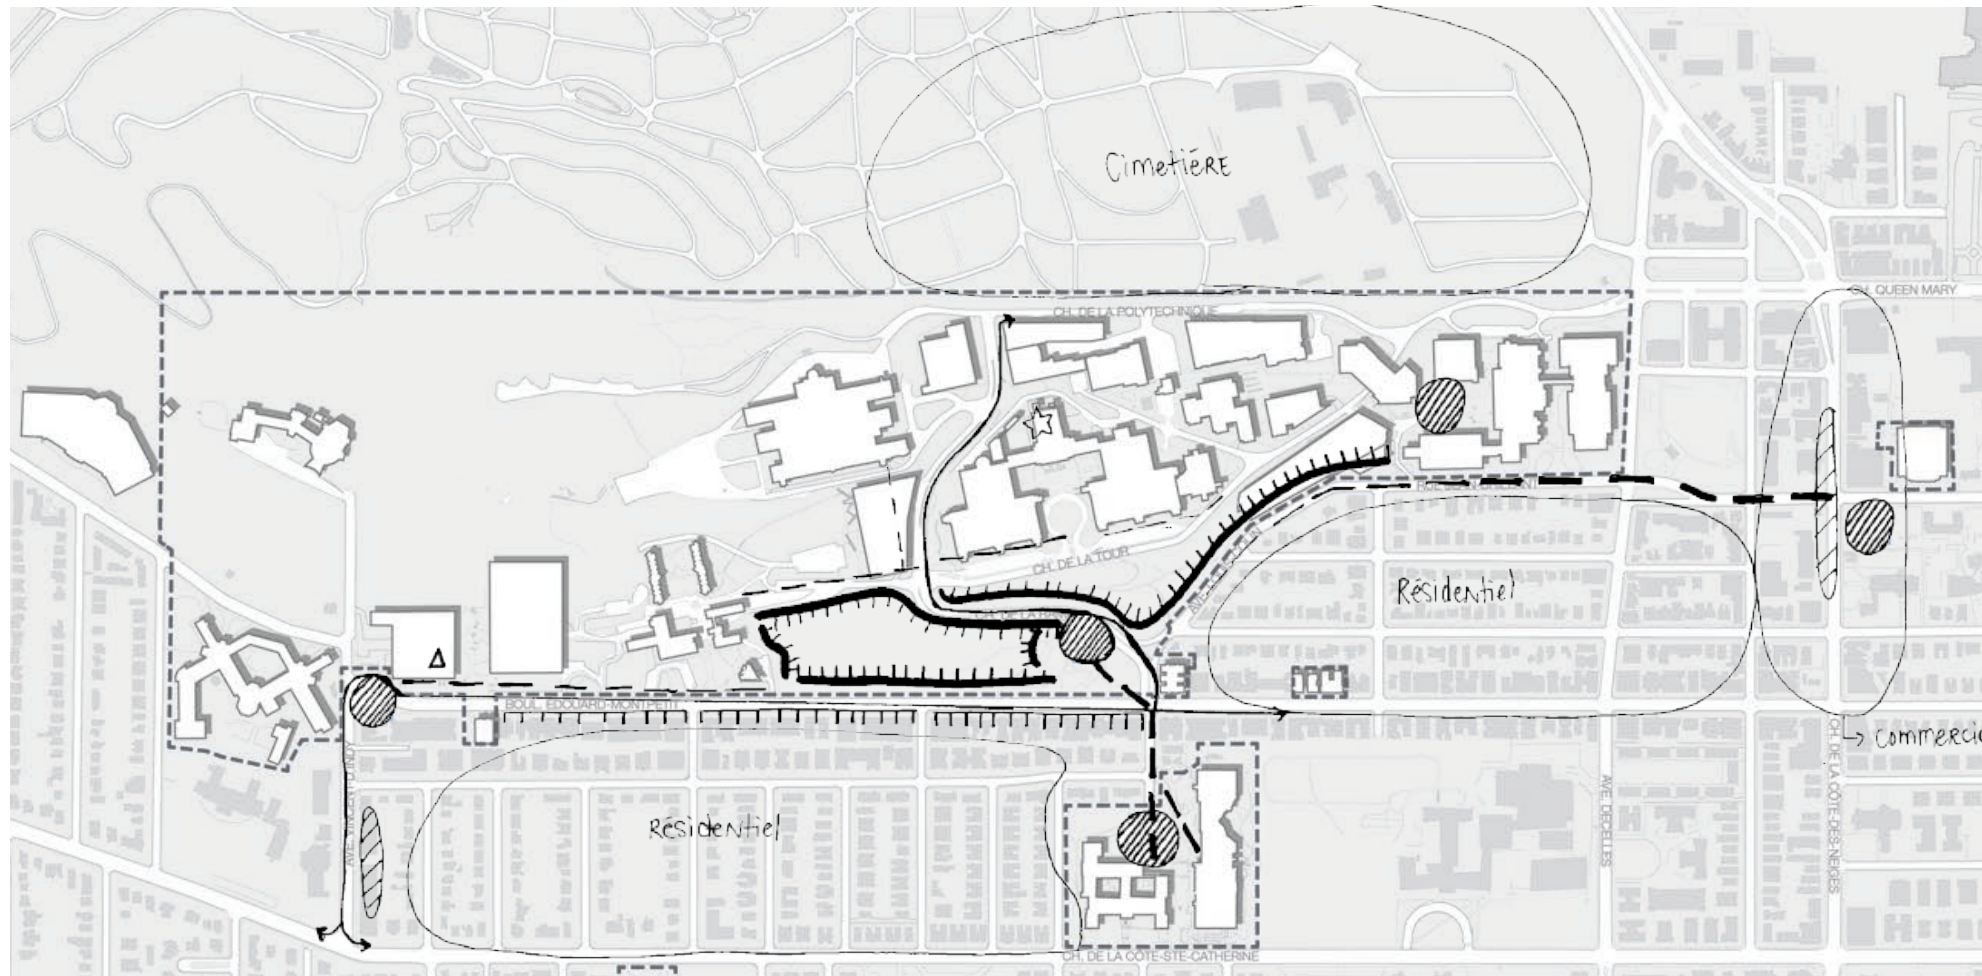 CimetièRE
CH. DE LA POLYTECHNIQUE
CH. QUEEN MARY
CH. DE LA TOUR
Résidentiel
BOUL. EDOUARD-MONTPETIT
→ COMMERCIA
Résidentiel
AVE. DECELLES
CH. DE LA CÔTE-DES-NEIGES
CH. DE LA CÔTE-STE-CATHERINE